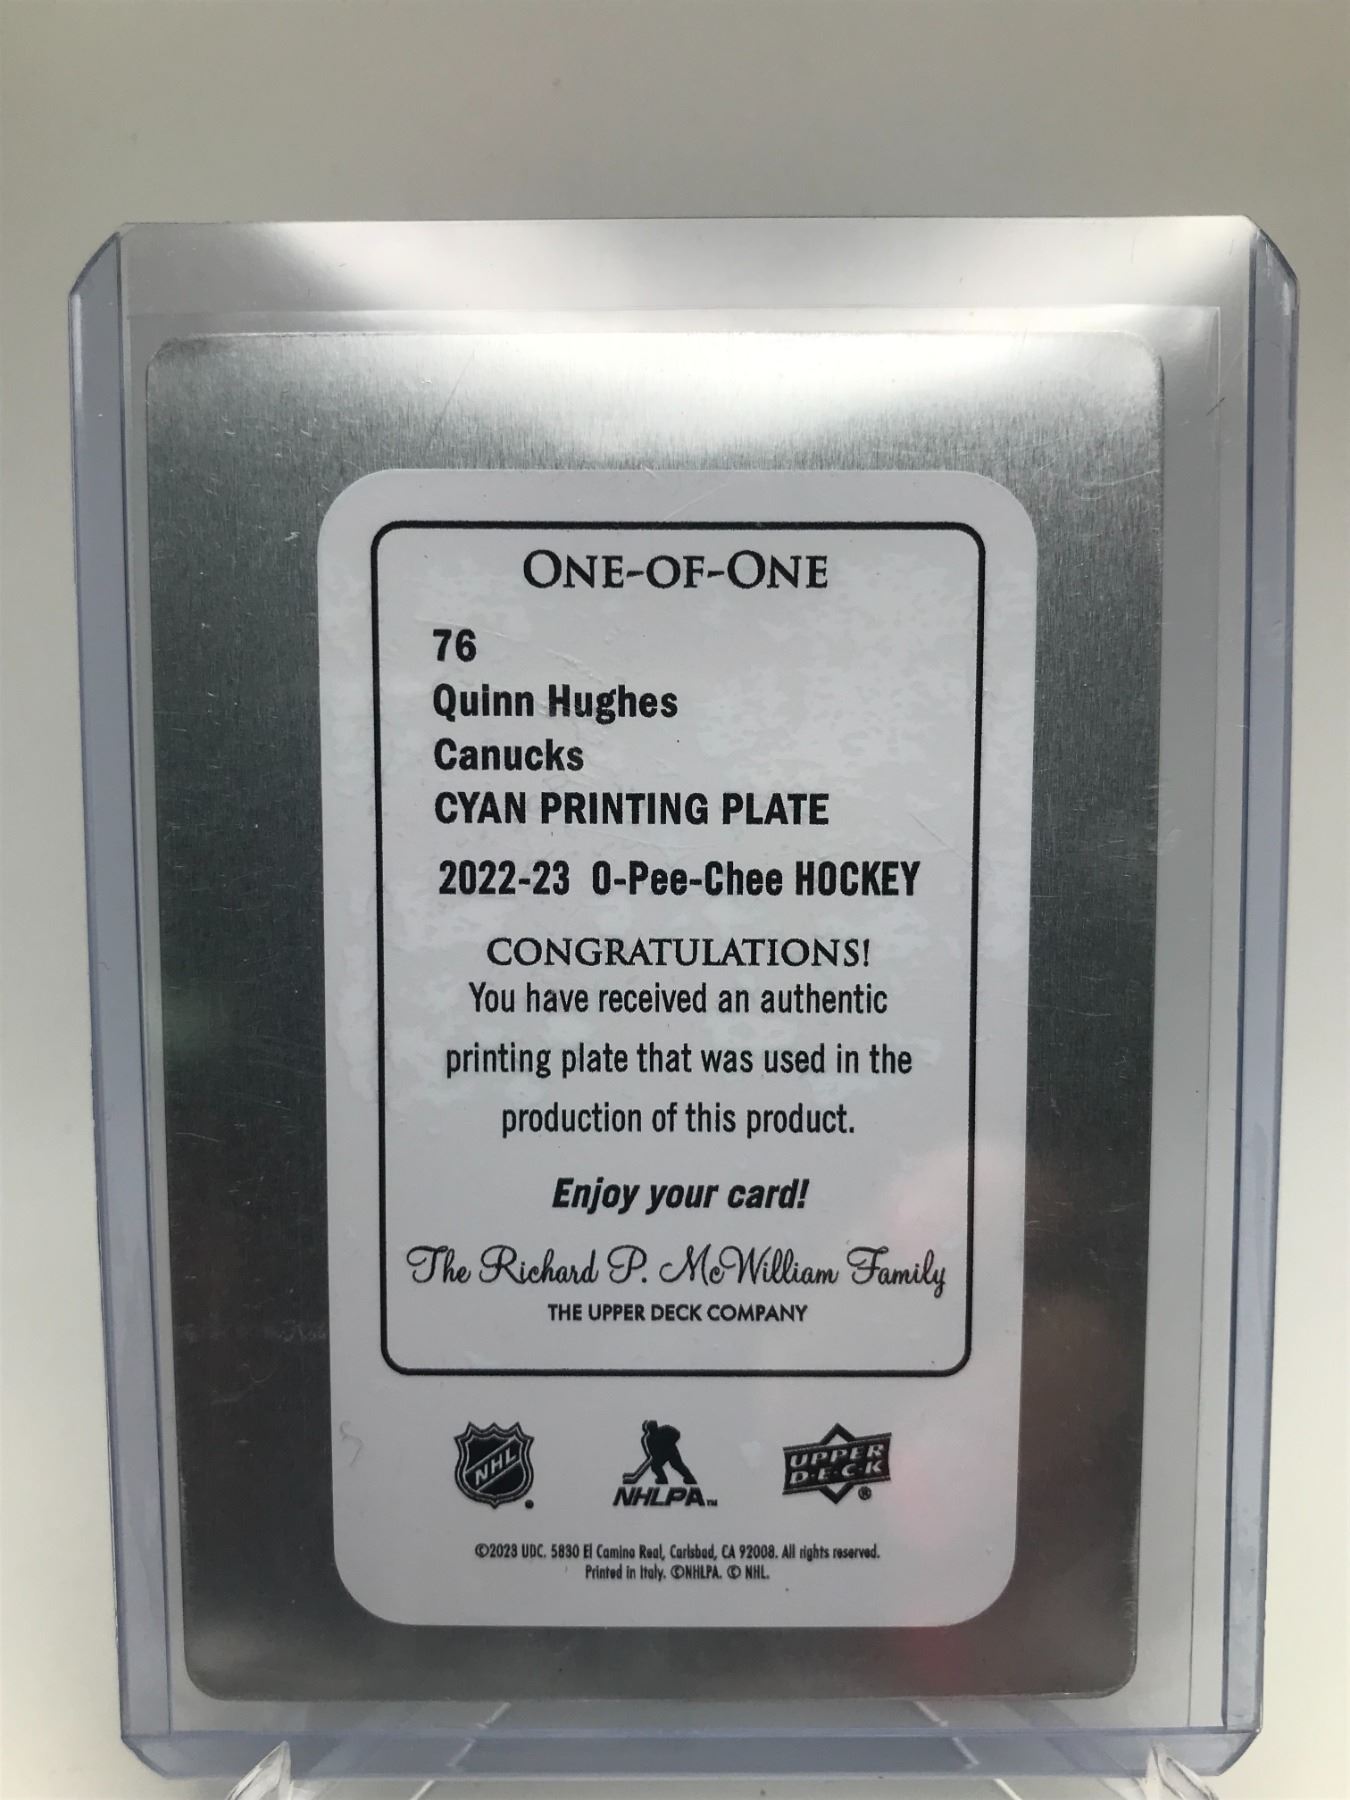 ONE-OF-ONE
76
Quinn Hughes
Canucks
CYAN PRINTING PLATE
2022-23 O-Pee-Chee HOCKEY
CONGRATULATIONS!
You have received an authentic
printing plate that was used in the
production of this product.
Enjoy your card!
The Richard P. McWilliam Family
THE UPPER DECK COMPANY
NHL
NHLPA™
UPPER
D·E·C·K
®
©2023 UDC. 5830 El Camino Real, Carlsbad, CA 92008. All rights reserved.
Printed in Italy. ©NHLPA. © NHL.